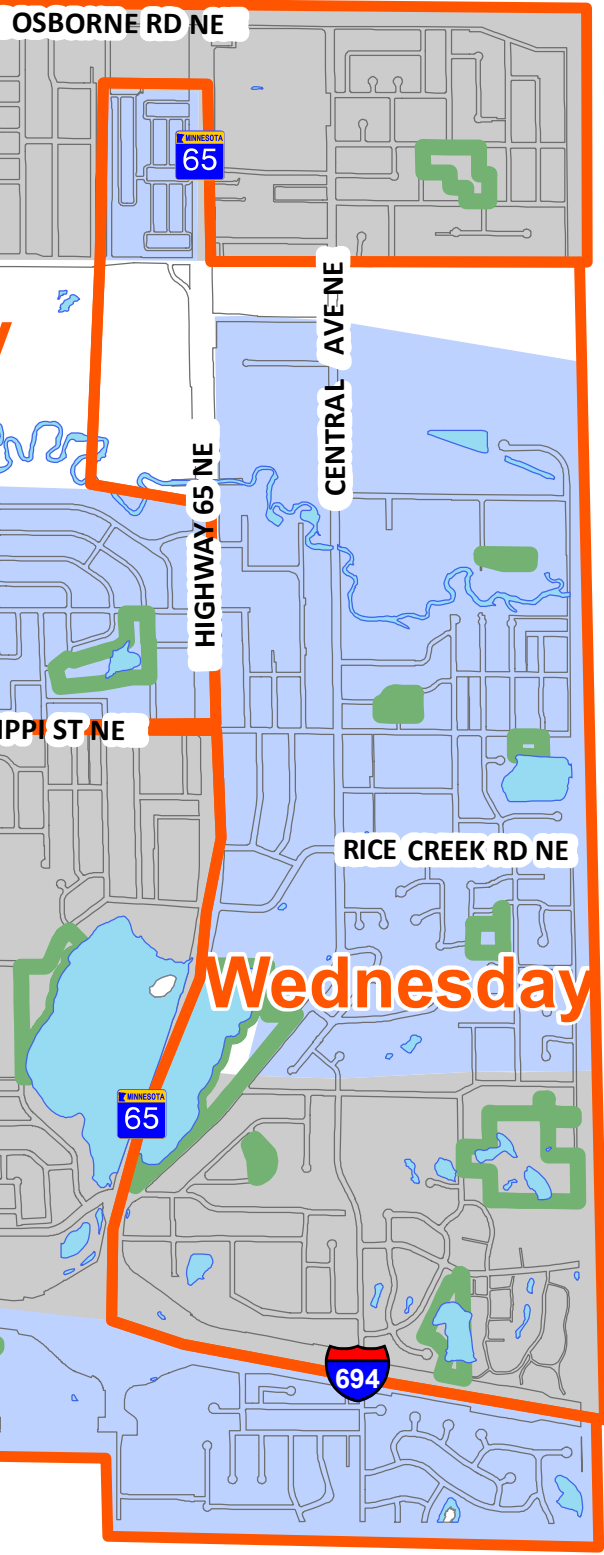 OSBORNE RD NE
MINNESOTA
65
CENTRAL AVE NE
HIGHWAY 65 NE
IPPI ST NE
RICE CREEK RD NE
Wednesday
MINNESOTA
65
694